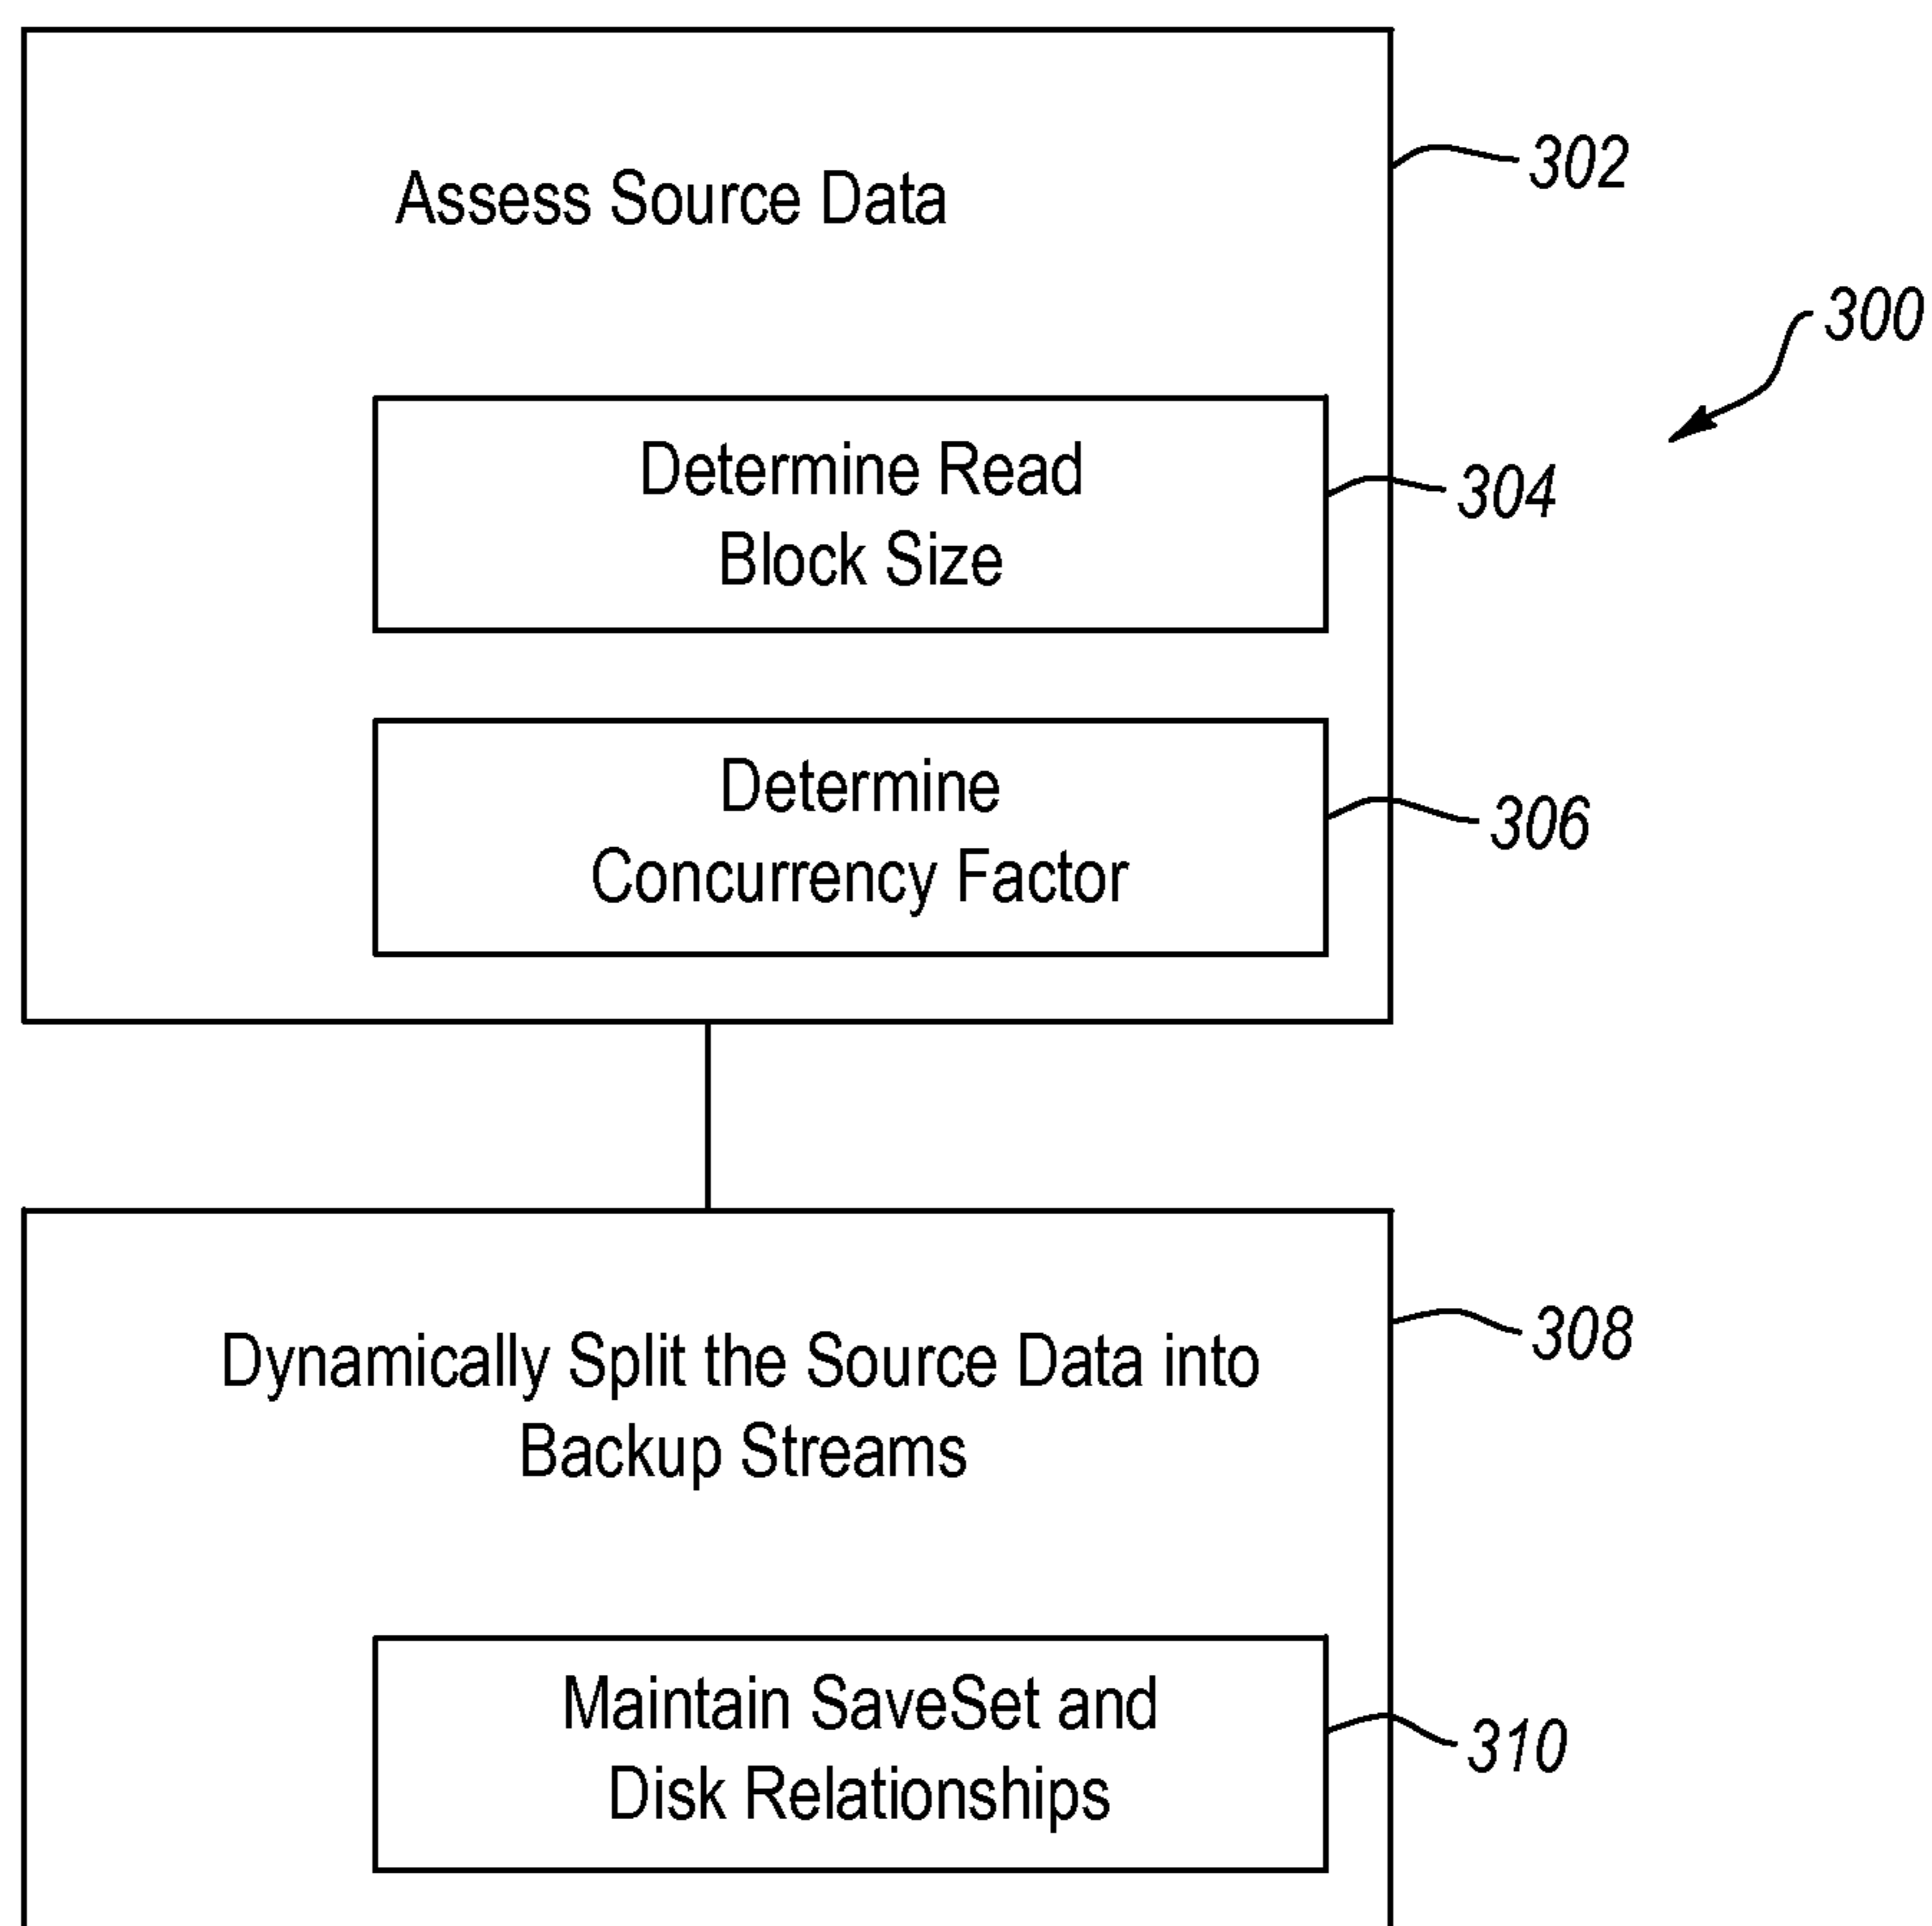 Assess Source Data
302
300
Determine Read
Block Size
304
Determine
Concurrency Factor
306
Dynamically Split the Source Data into
Backup Streams
308
Maintain SaveSet and
Disk Relationships
310